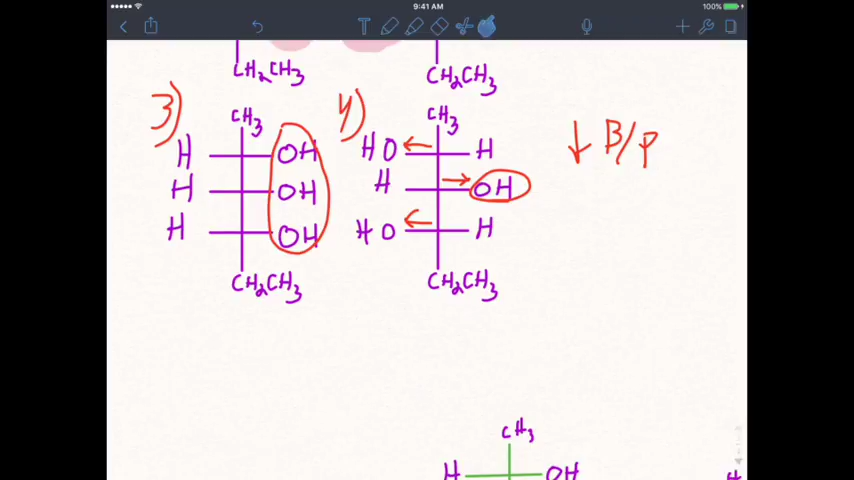 9:41 AM
100%
CH2CH3
CH2CH3
3)
4)
CH3
CH3
H OH
HO H
↓ B/P
H OH
H OH
H OH
HO H
CH2CH3
CH2CH3
CH3
H OH
H